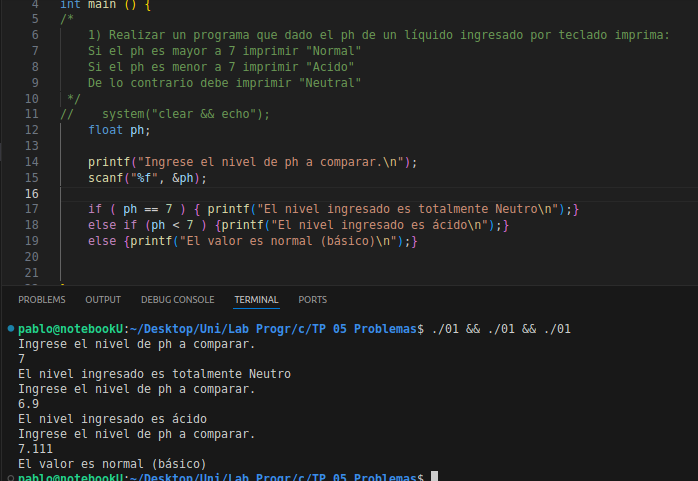 4 int main () {
5 /*
6 1) Realizar un programa que dado el ph de un líquido ingresado por teclado imprima:
7 Si el ph es mayor a 7 imprimir "Normal"
8 Si el ph es menor a 7 imprimir "Acido"
9 De lo contrario debe imprimir "Neutral"
10 */
11 // system("clear && echo");
12 float ph;
13
14 printf("Ingrese el nivel de ph a comparar.\n");
15 scanf("%f", &ph);
16
17 if ( ph == 7 ) { printf("El nivel ingresado es totalmente Neutro\n");}
18 else if (ph < 7 ) {printf("El nivel ingresado es ácido\n");}
19 else {printf("El valor es normal (básico)\n");}
20
21
PROBLEMS OUTPUT DEBUG CONSOLE TERMINAL PORTS
pablo@notebookU:~/Desktop/Uni/Lab Progr/c/TP 05 Problemas$ ./01 && ./01 && ./01
Ingrese el nivel de ph a comparar.
7
El nivel ingresado es totalmente Neutro
Ingrese el nivel de ph a comparar.
6.9
El nivel ingresado es ácido
Ingrese el nivel de ph a comparar.
7.111
El valor es normal (básico)
pablo@notebookU:~/Desktop/Uni/Lab Progr/c/TP 05 Problemas$